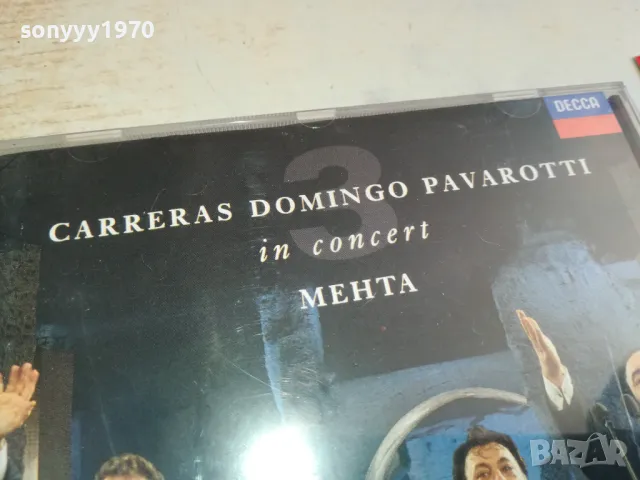 sonyyy1970
DECCA
3
CARRERAS DOMINGO PAVAROTTI
in concert
MEHTA
BAZAR